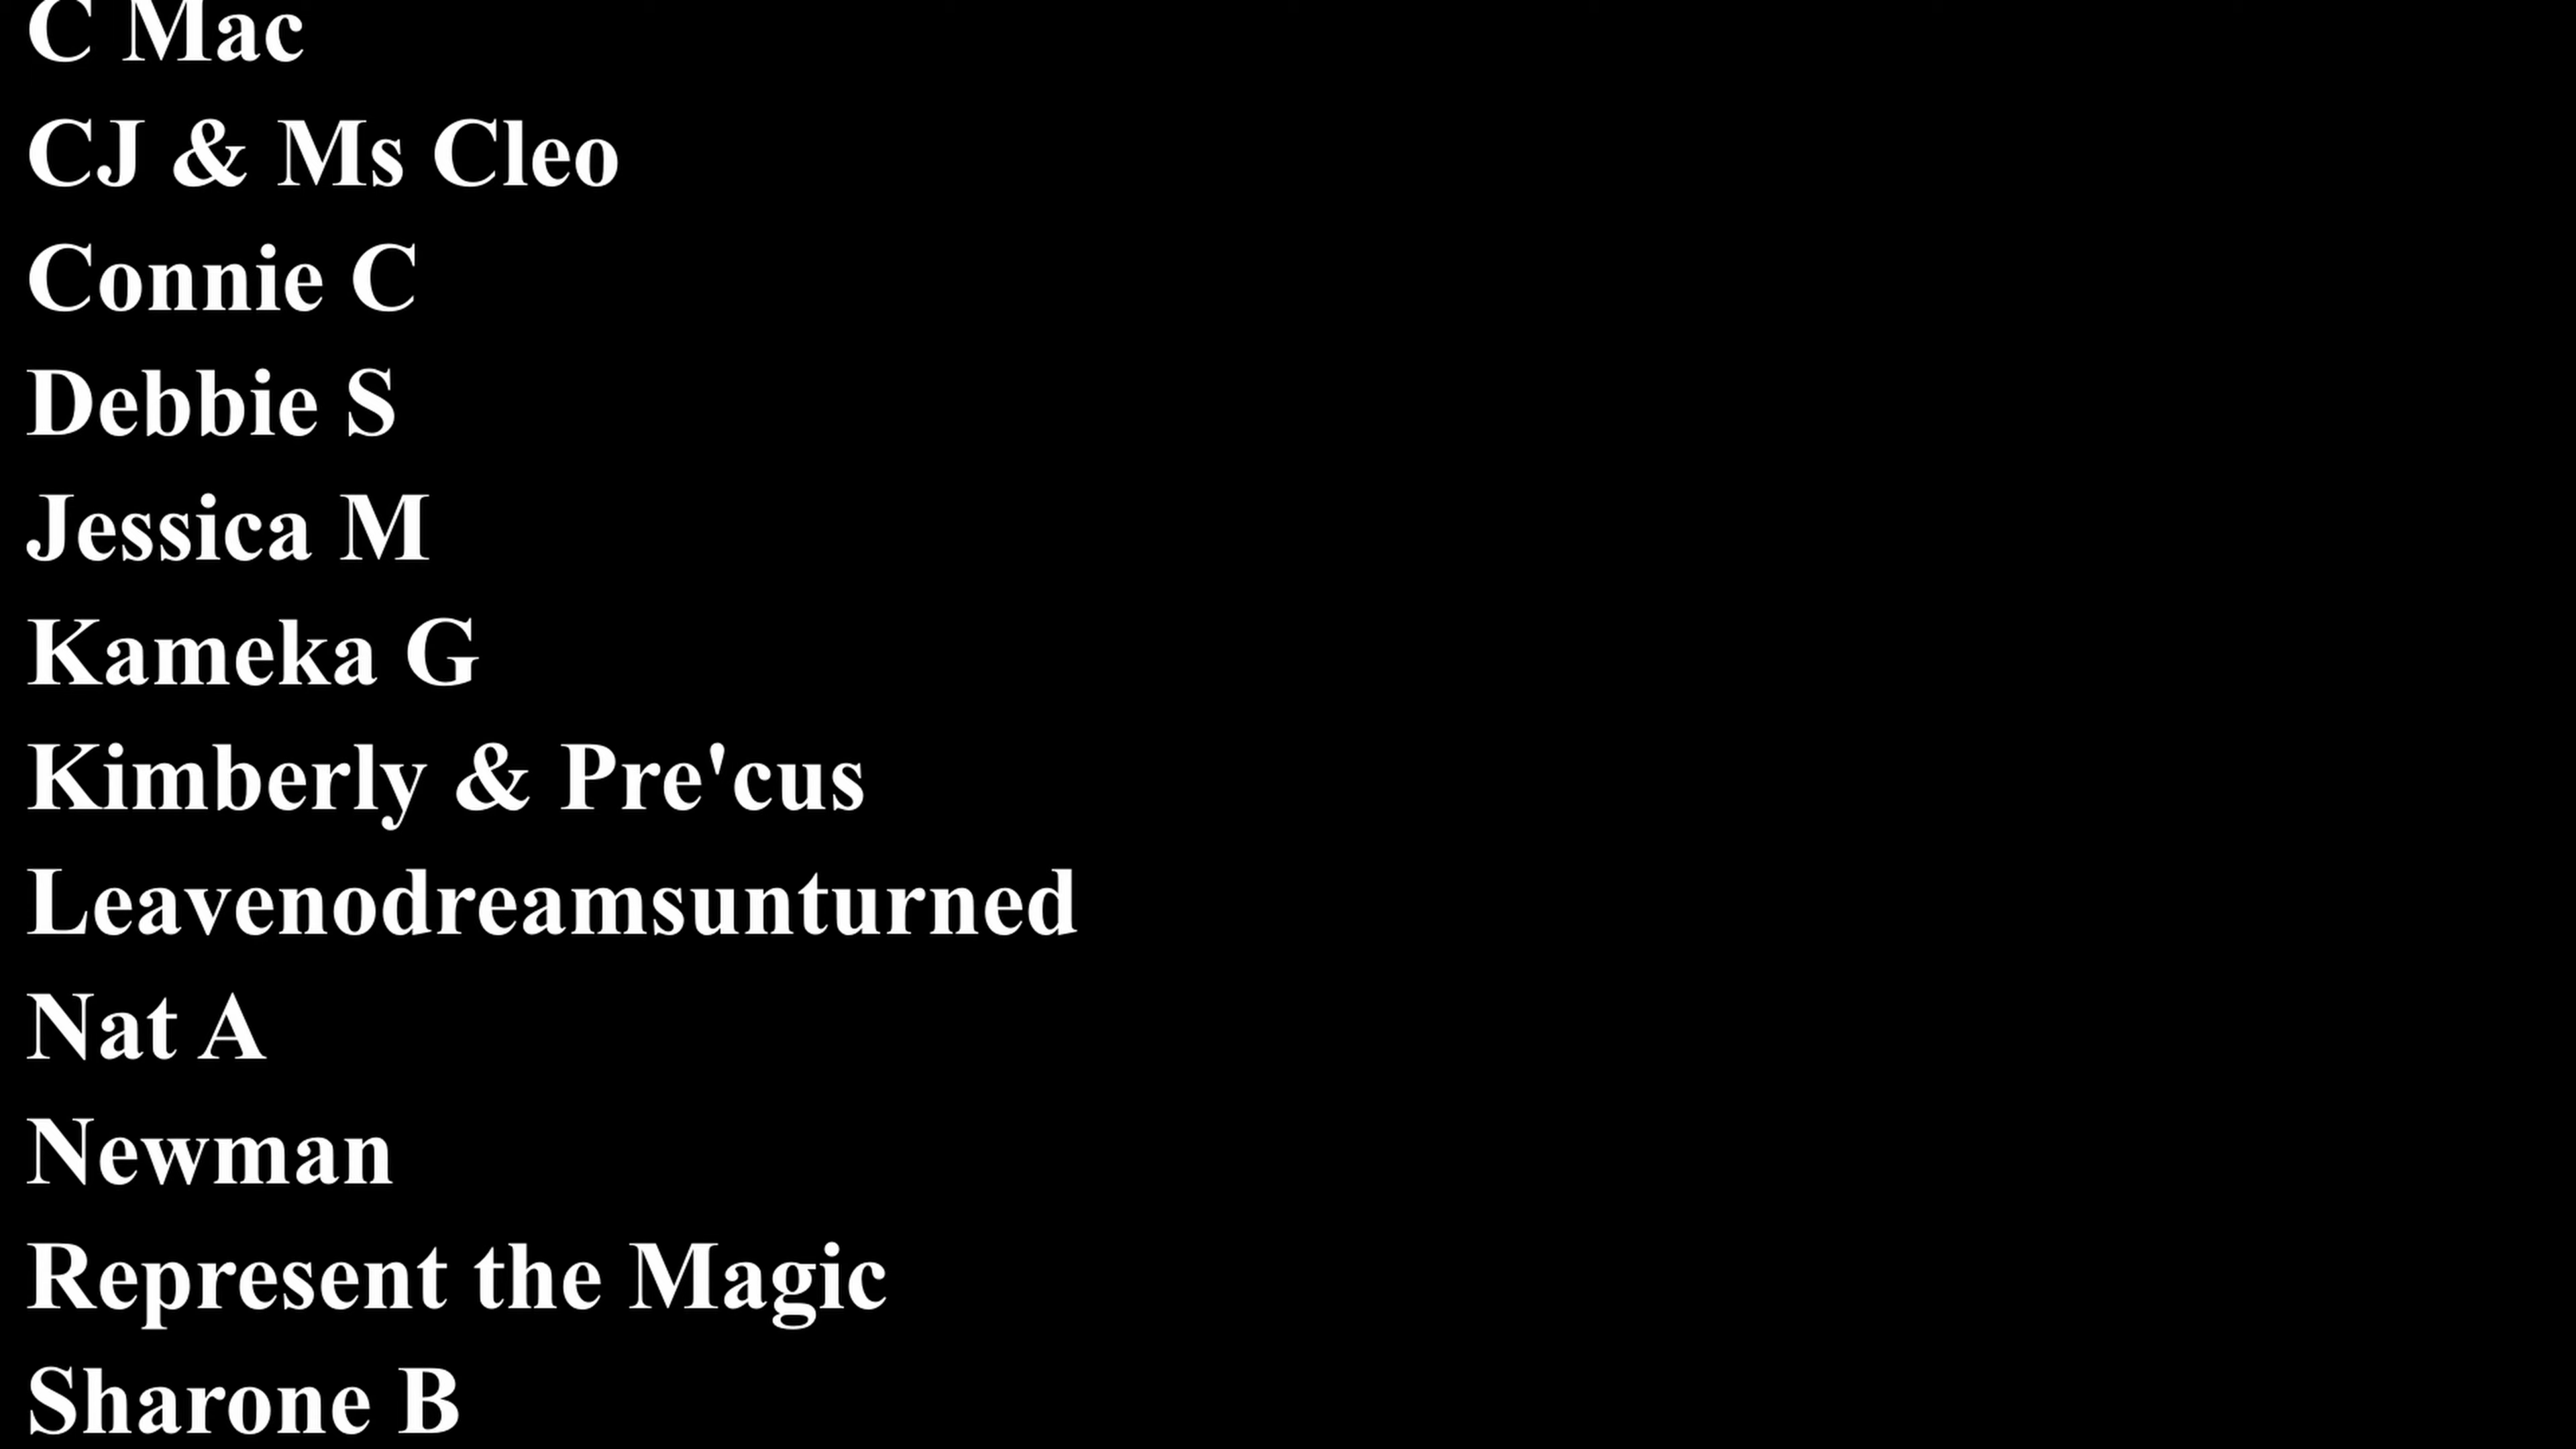 C Mac
CJ & Ms Cleo
Connie C
Debbie S
Jessica M
Kameka G
Kimberly & Pre'cus
Leavenodreamsunturned
Nat A
Newman
Represent the Magic
Sharone B